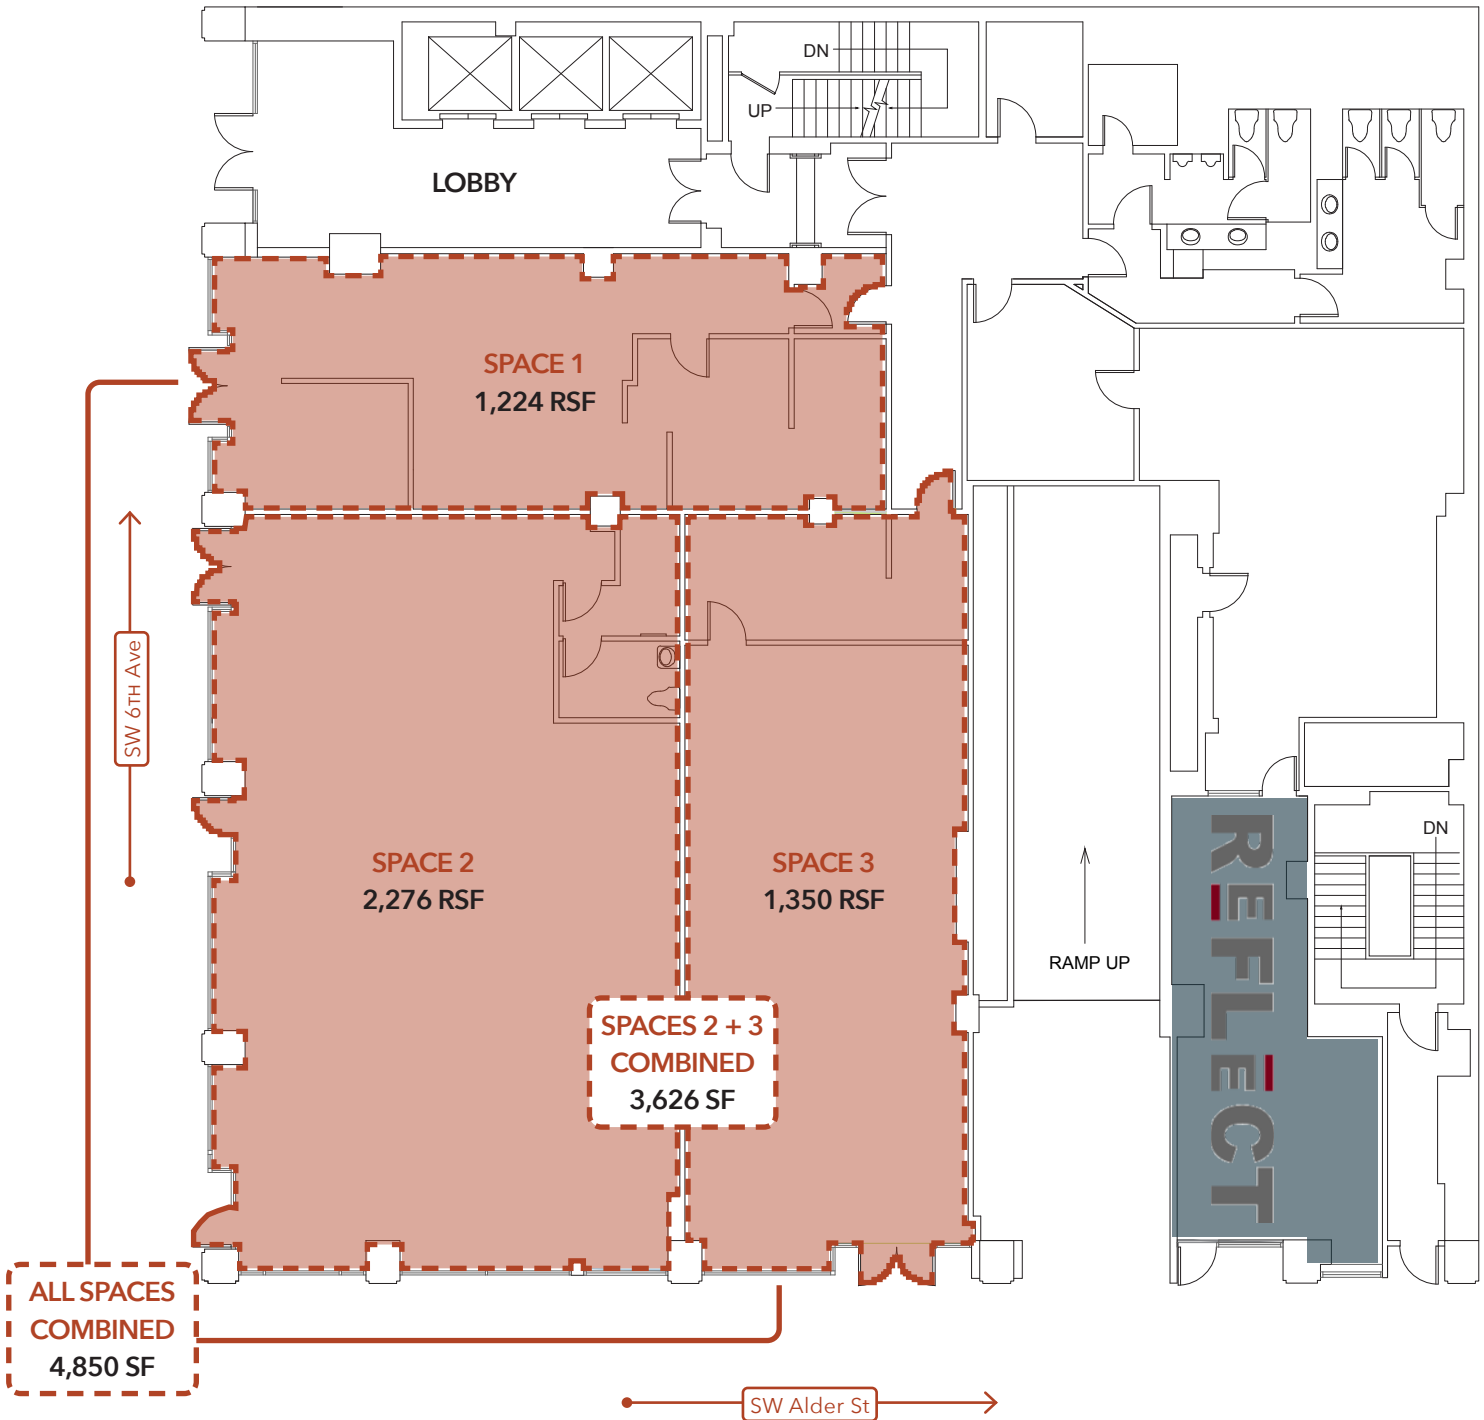 DN
UP
LOBBY
SPACE 1
1,224 RSF
SW 6TH Ave
SPACE 2
2,276 RSF
SPACE 3
1,350 RSF
RAMP UP
REFLECT
DN
SPACES 2 + 3
COMBINED
3,626 SF
ALL SPACES
COMBINED
4,850 SF
SW Alder St